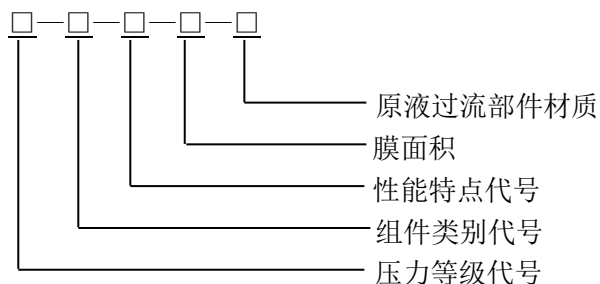 □—□—□—□—□
原液过流部件材质
膜面积
性能特点代号
组件类别代号
压力等级代号